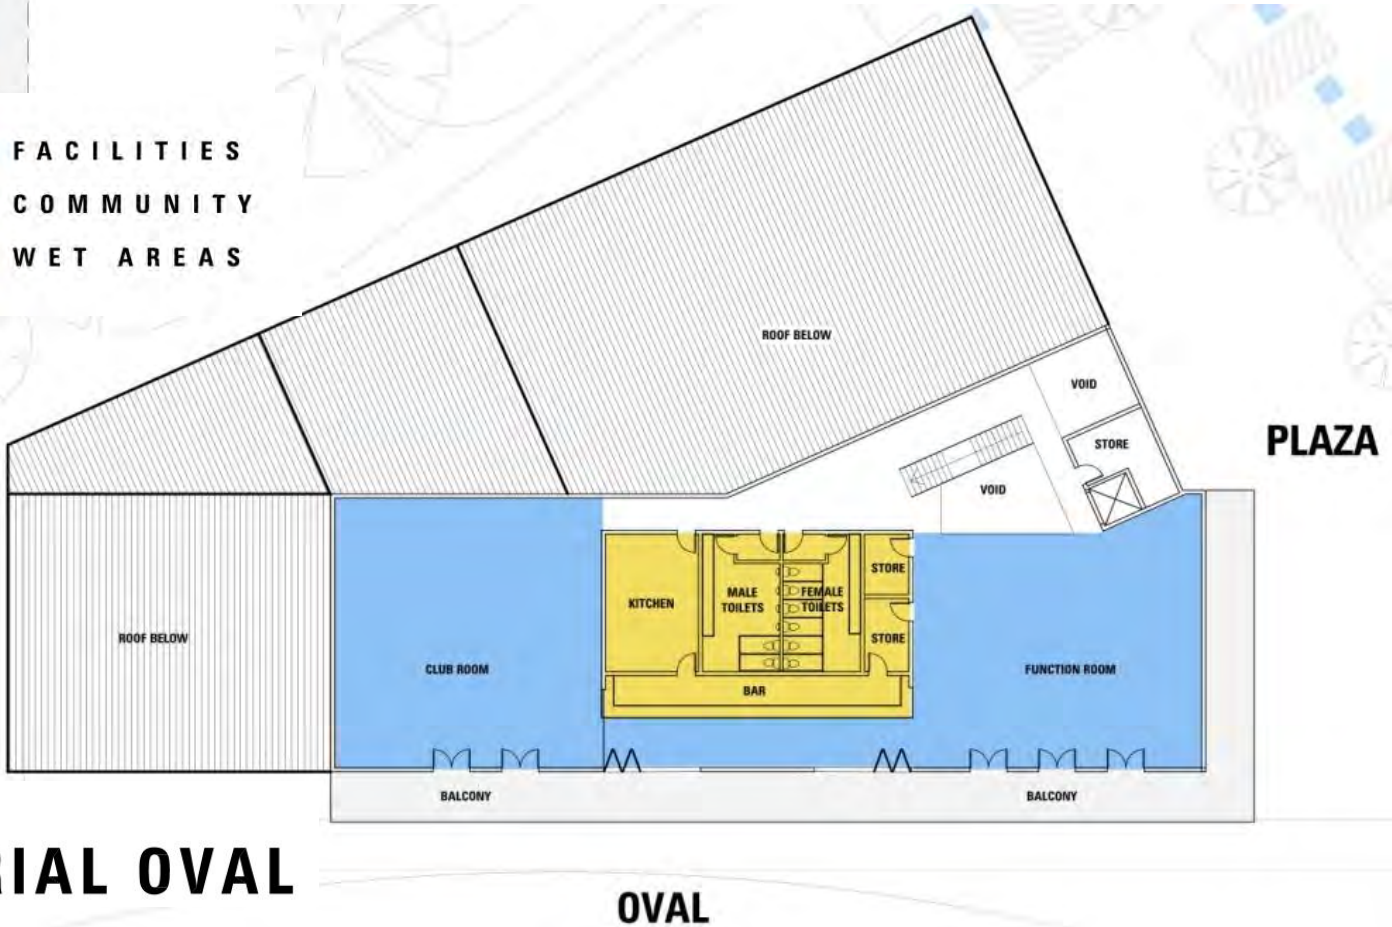 FACILITIES
COMMUNITY
WET AREAS
ROOF BELOW
VOID
PLAZA
STORE
VOID
STORE
KITCHEN
MALE
TOILETS
FEMALE
TOILETS
ROOF BELOW
STORE
CLUB ROOM
FUNCTION ROOM
BAR
BALCONY
BALCONY
RIAL OVAL
OVAL